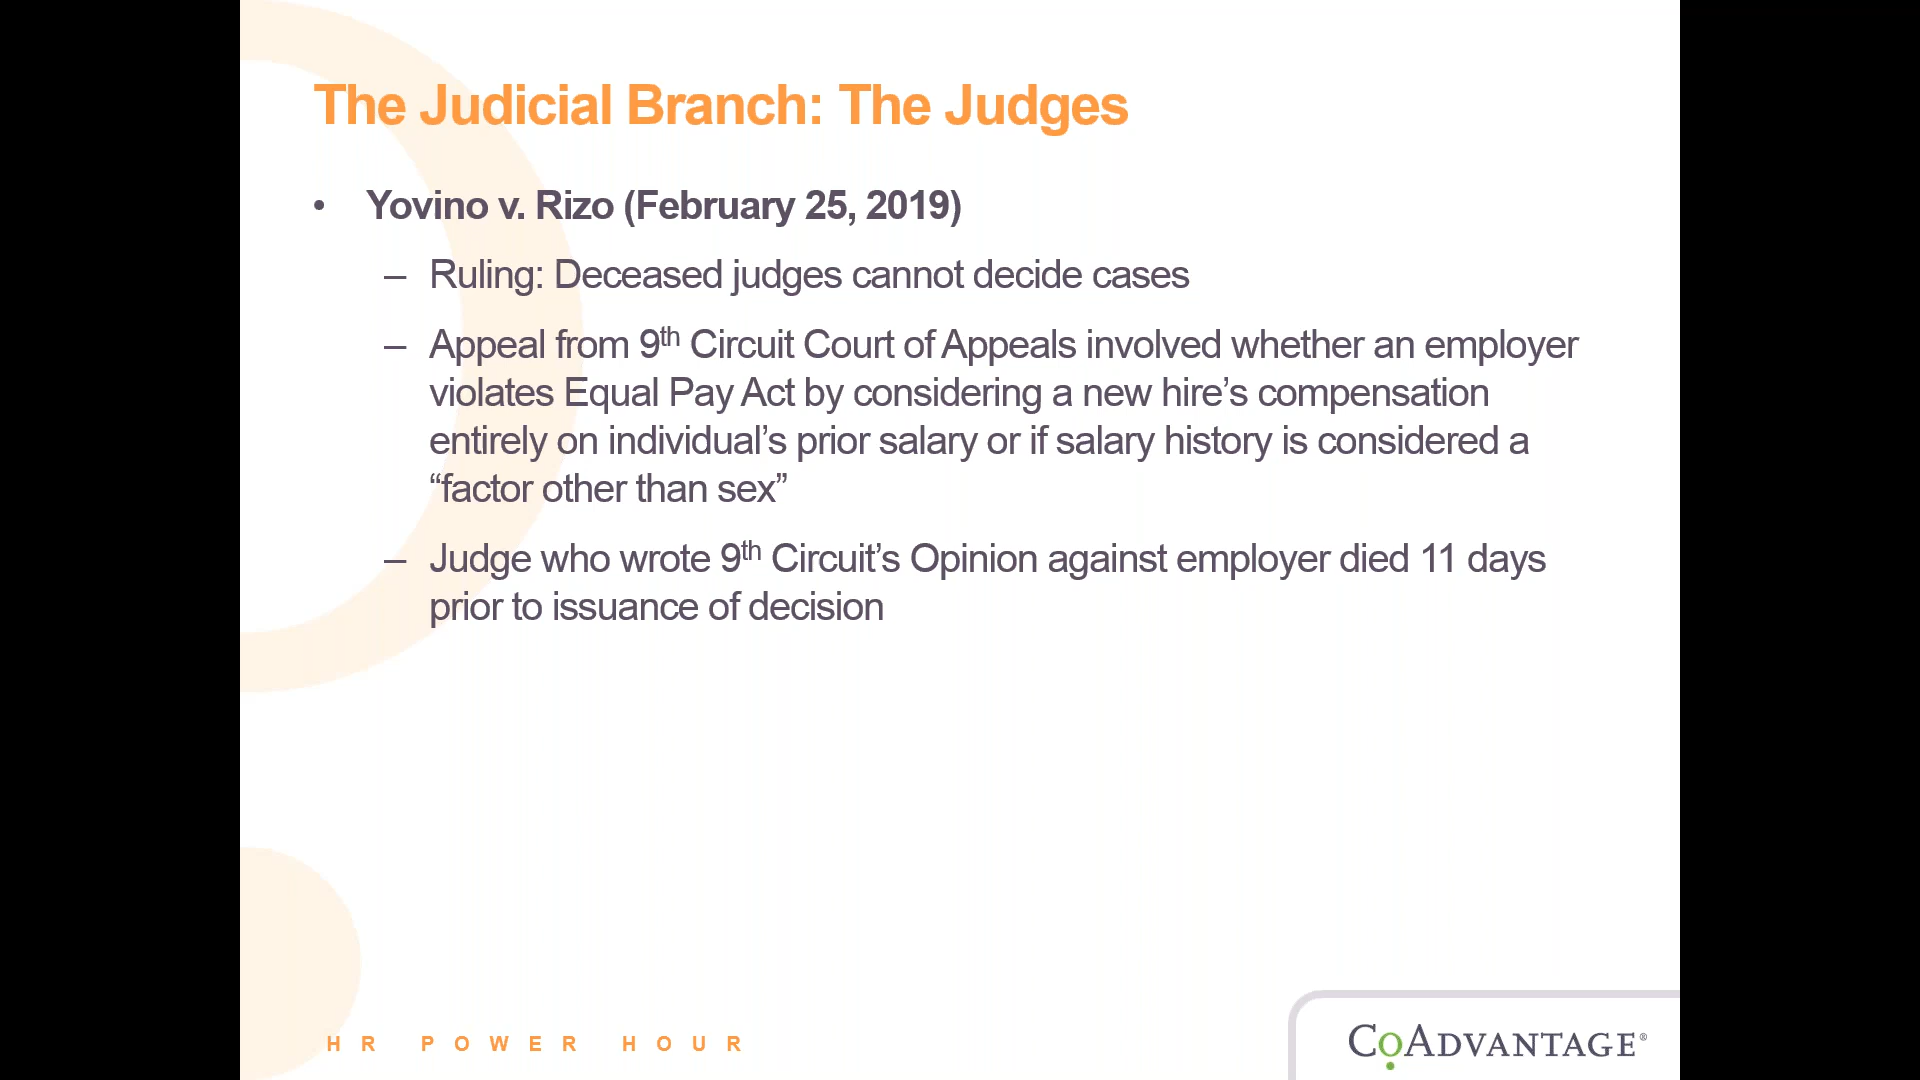 The Judicial Branch: The Judges
• Yovino v. Rizo (February 25, 2019)
– Ruling: Deceased judges cannot decide cases
– Appeal from 9th Circuit Court of Appeals involved whether an employer
violates Equal Pay Act by considering a new hire’s compensation
entirely on individual’s prior salary or if salary history is considered a
“factor other than sex”
– Judge who wrote 9th Circuit’s Opinion against employer died 11 days
prior to issuance of decision
HR POWER HOUR
CoAdvantage®